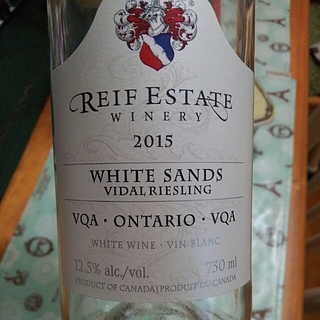 REIF ESTATE
WINERY
2015
WHITE SANDS
VIDAL RIESLING
VQA · ONTARIO · VQA
WHITE WINE · VIN BLANC
12.5% alc./vol. 750 ml
PRODUCT OF CANADA | PRODUIT DU CANADA